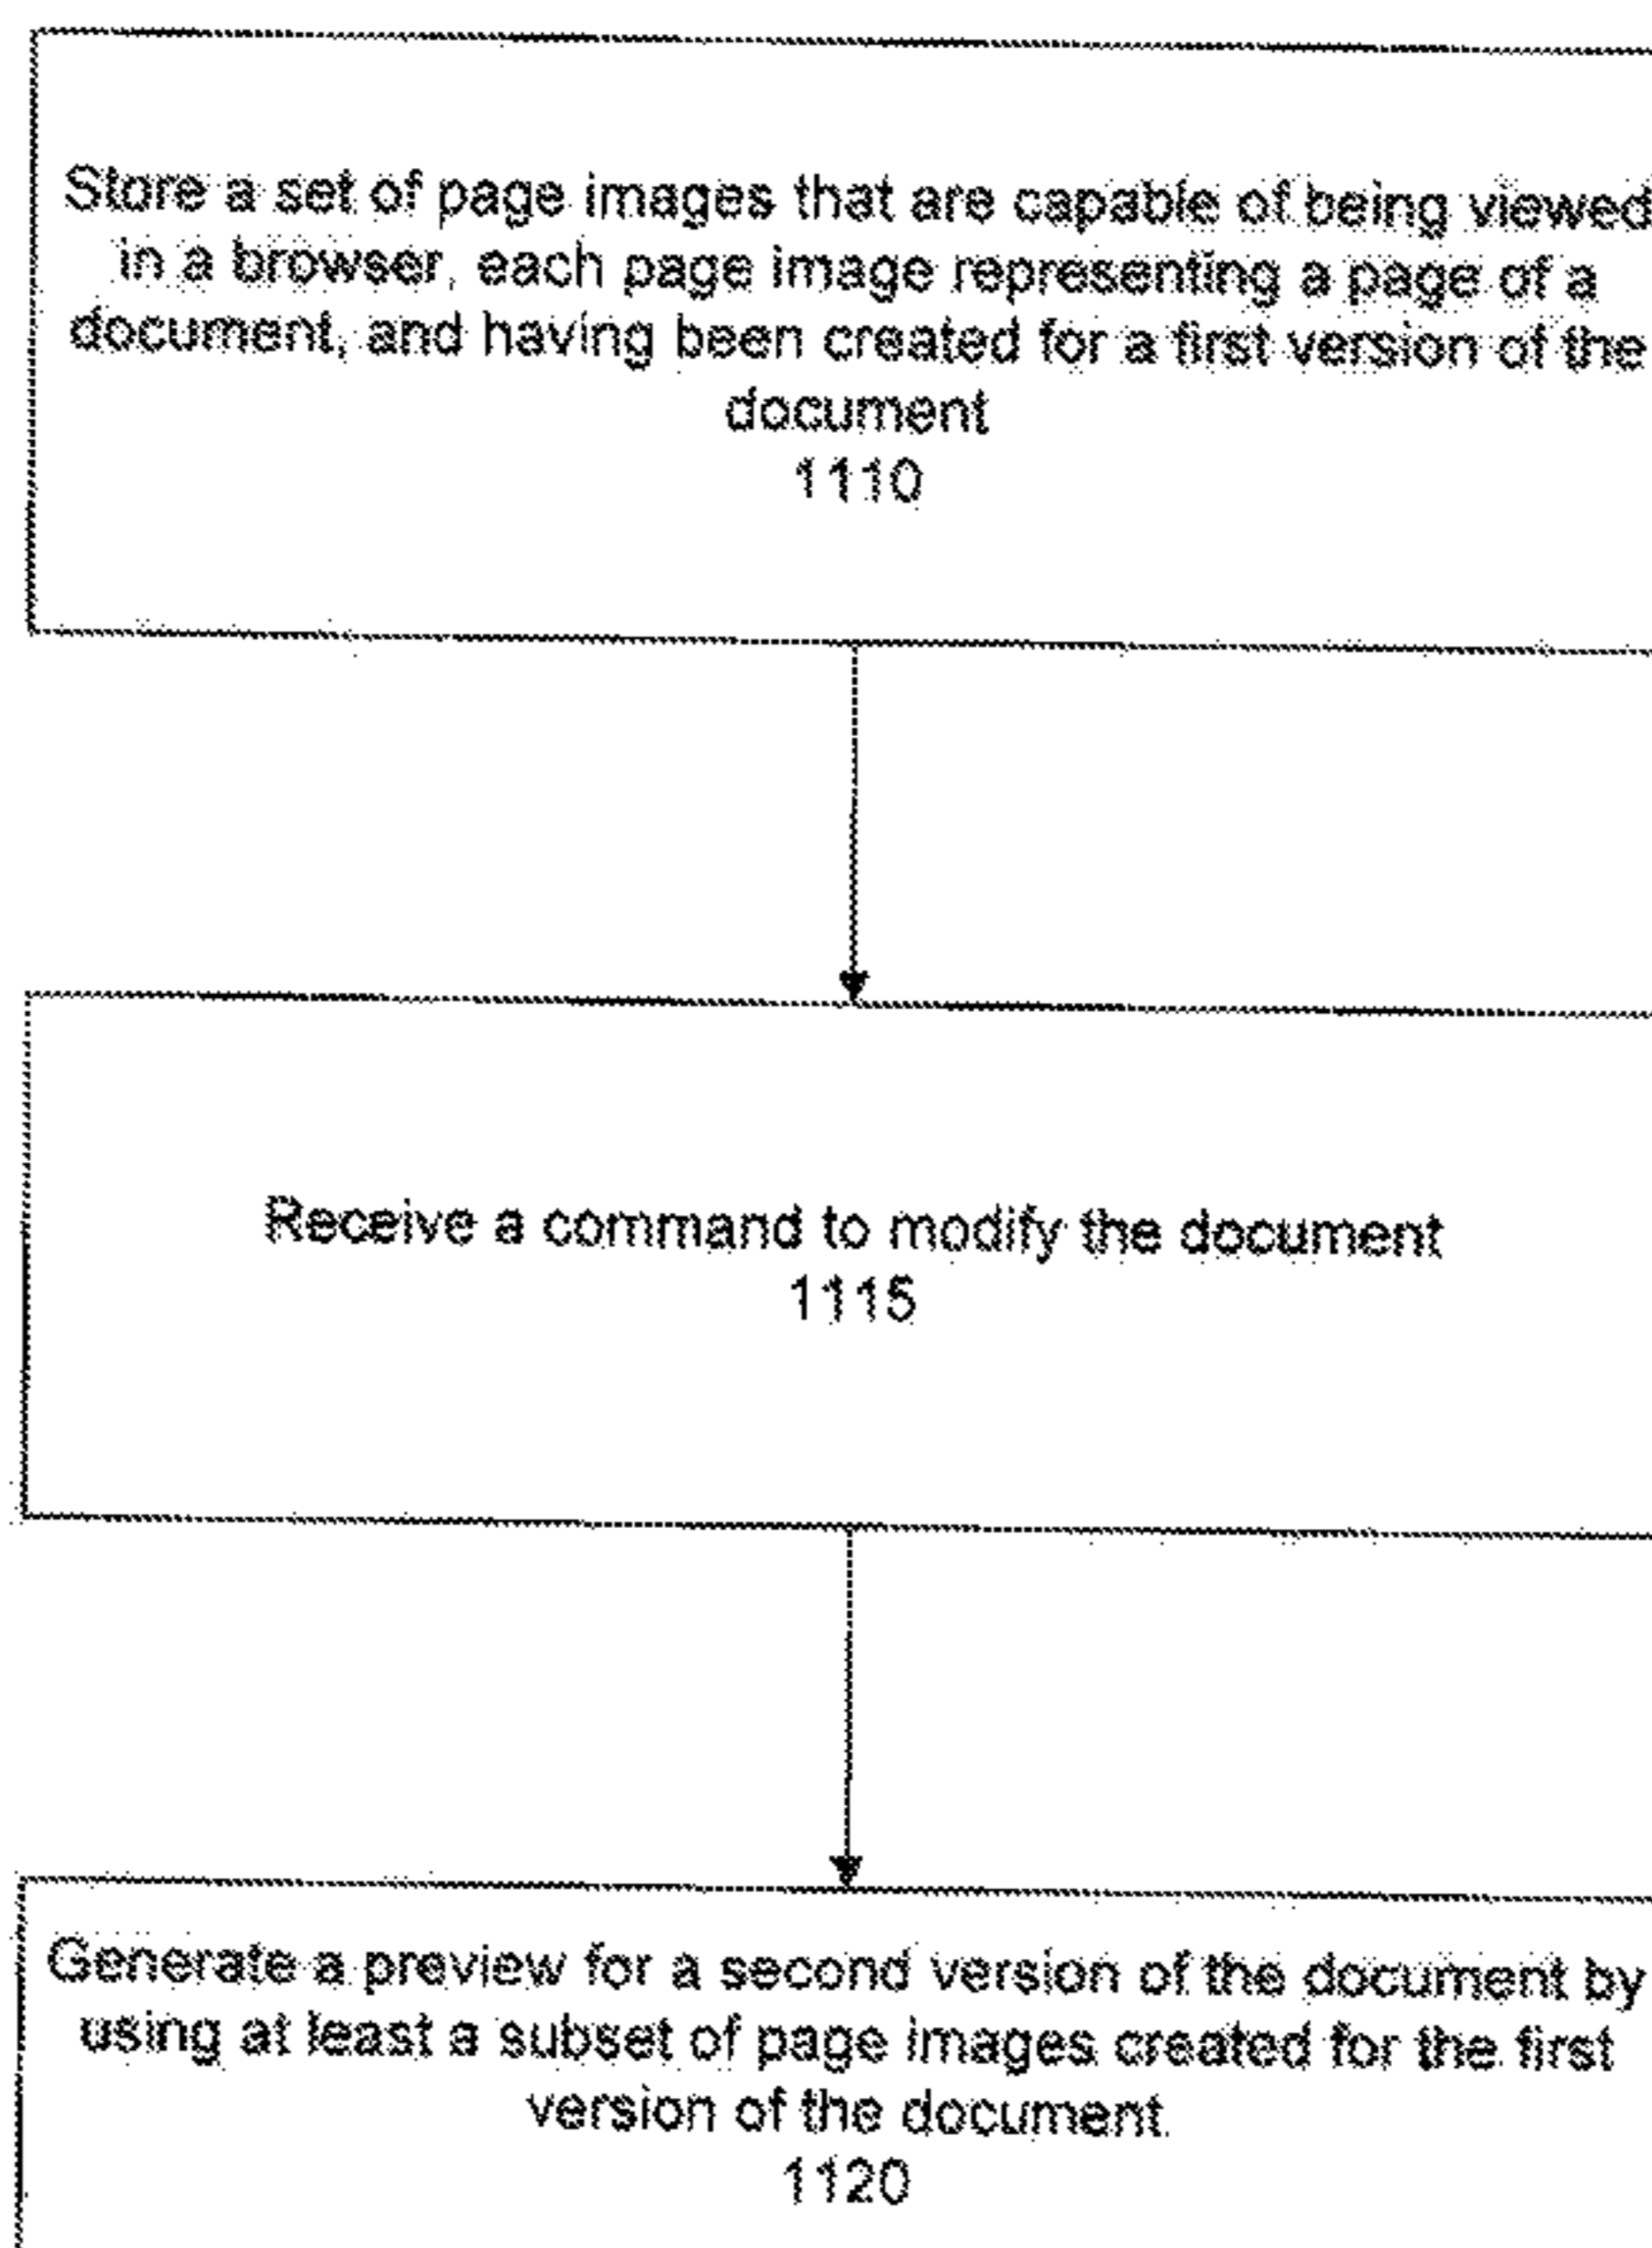 Store a set of page images that are capable of being viewed
in a browser, each page image representing a page of a
document, and having been created for a first version of the
document
1110
Receive a command to modify the document
1115
Generate a preview for a second version of the document by
using at least a subset of page images created for the first
version of the document.
1120